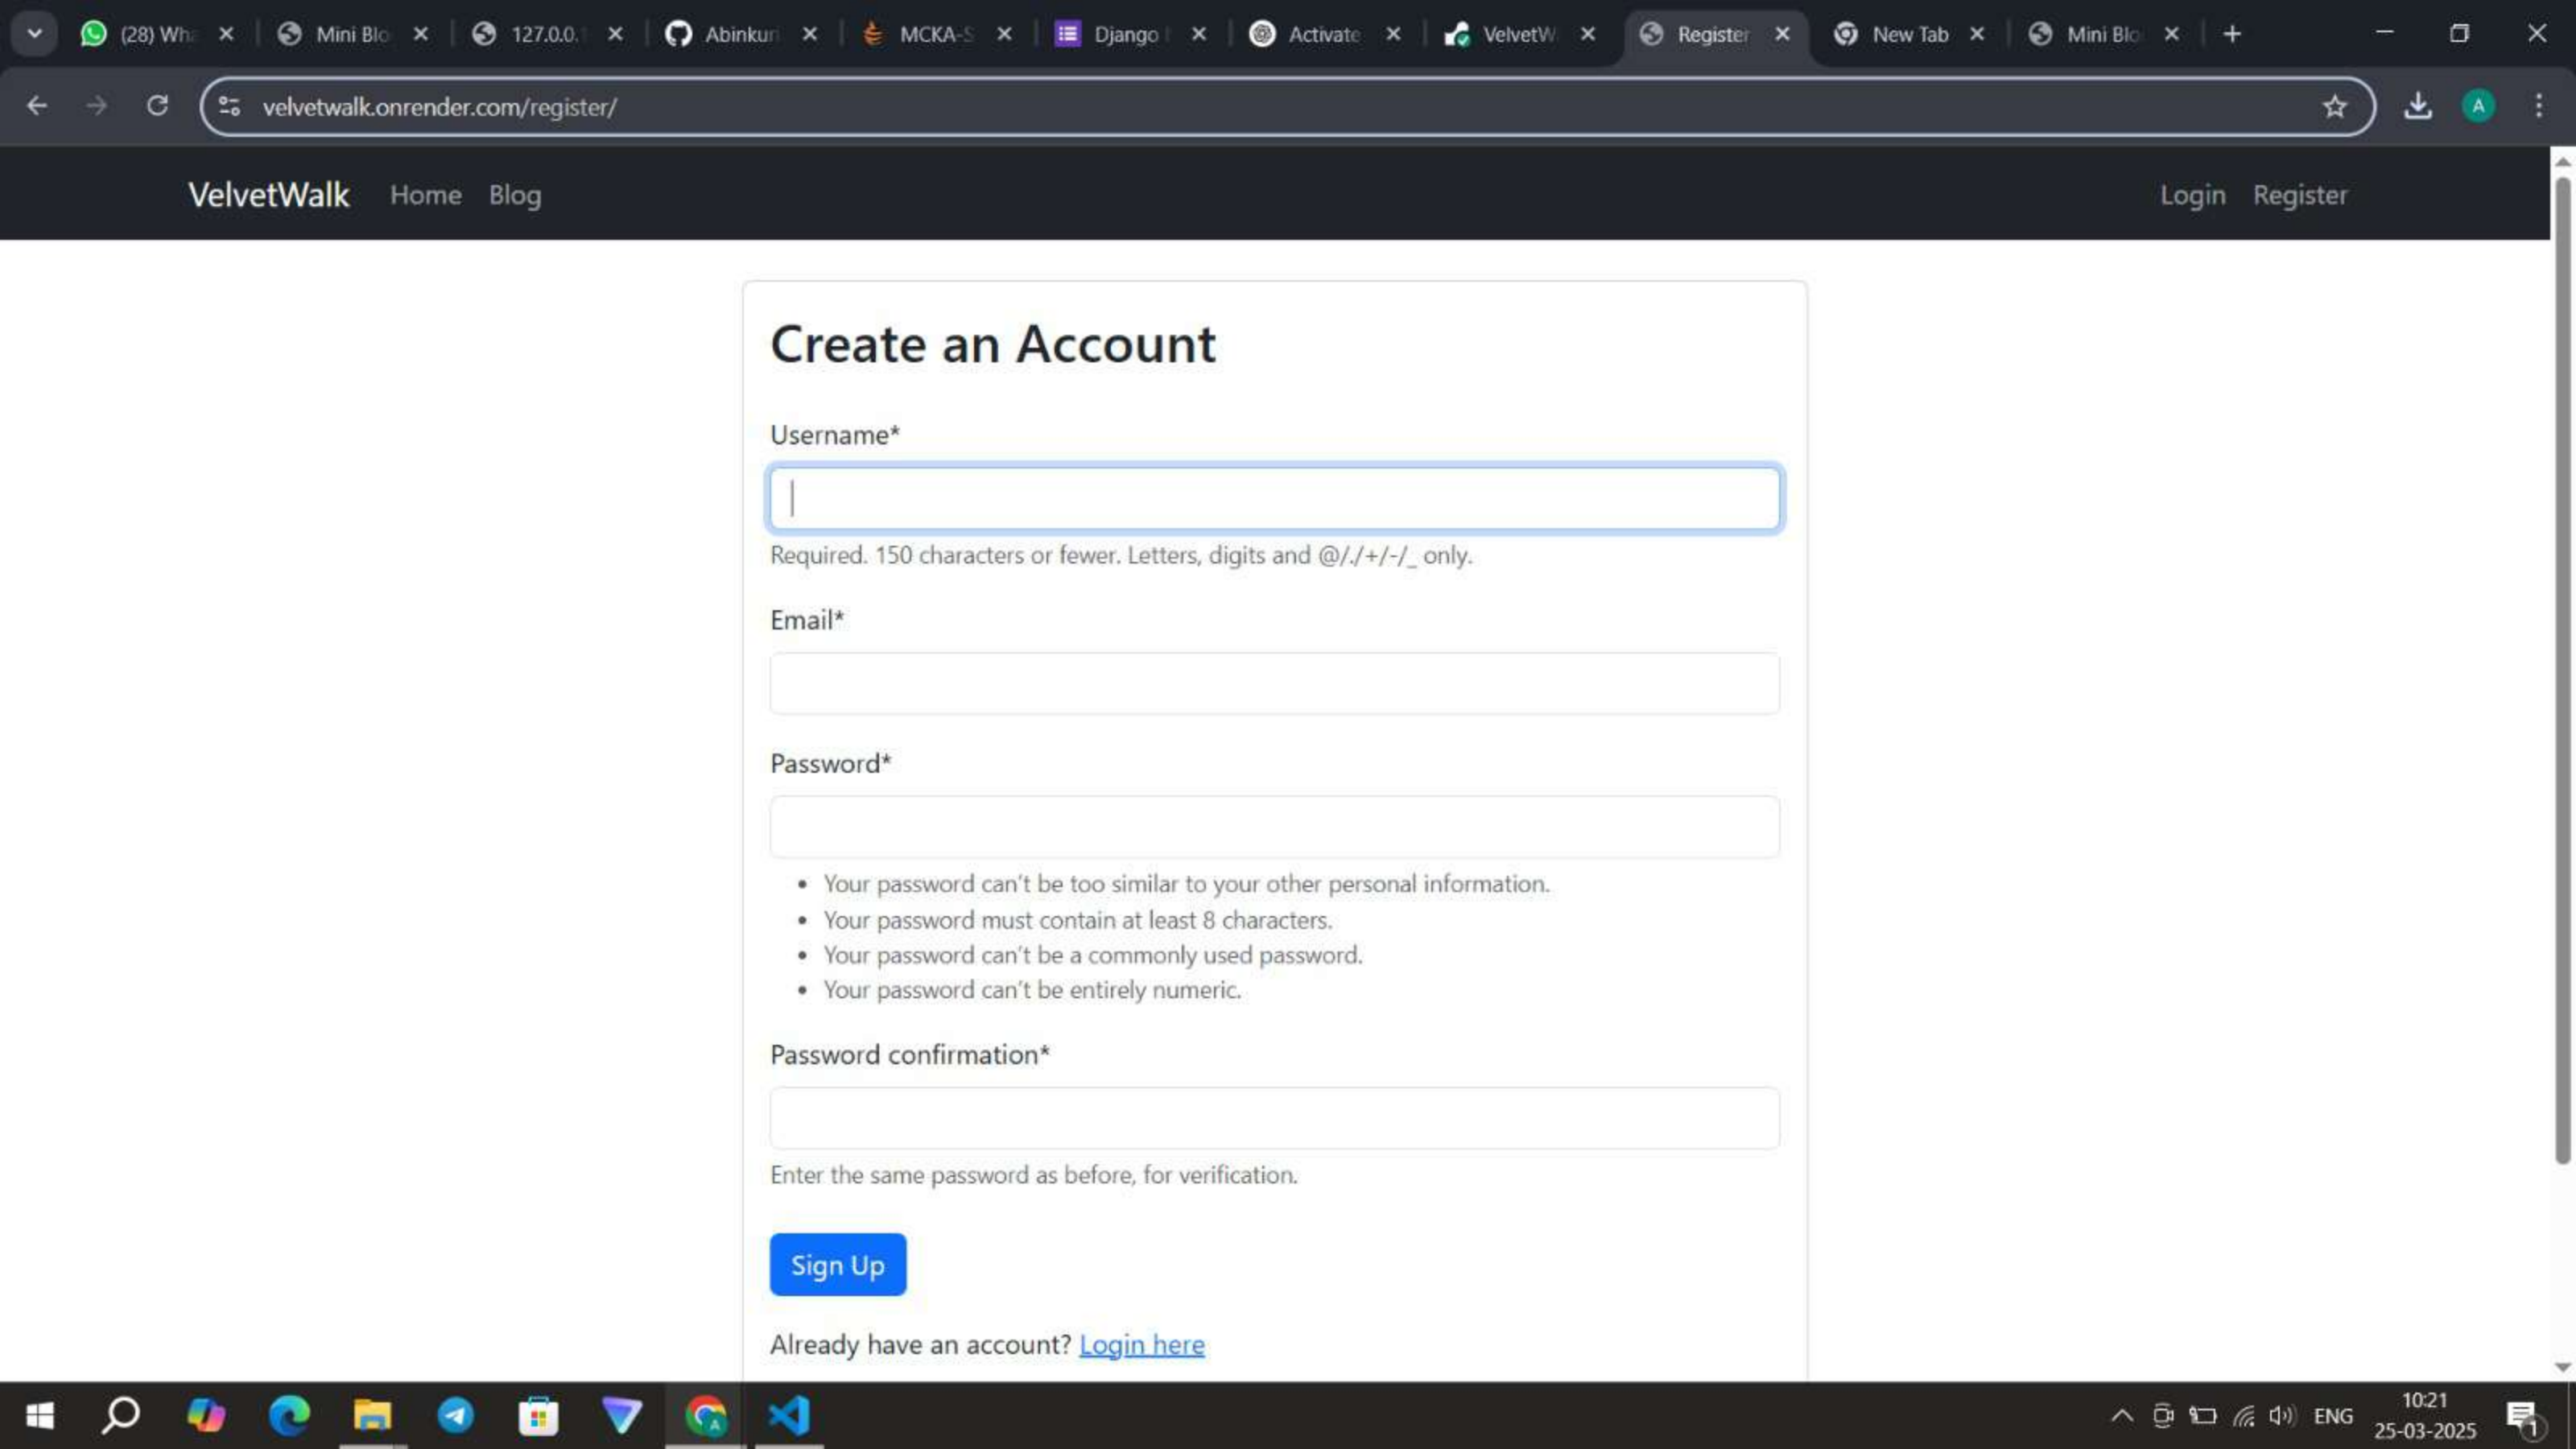 (28) Wh
Mini Blo
127.0.0.
Abinkur
MCKA-S
Django
Activate
VelvetW
Register
New Tab
Mini Blo
velvetwalk.onrender.com/register/
A
VelvetWalk
Home
Blog
Login
Register
Create an Account
Username*
Required. 150 characters or fewer. Letters, digits and @/./+/-/_ only.
Email*
Password*
• Your password can't be too similar to your other personal information.
• Your password must contain at least 8 characters.
• Your password can't be a commonly used password.
• Your password can't be entirely numeric.
Password confirmation*
Enter the same password as before, for verification.
Sign Up
Already have an account? Login here
ENG
10:21
25-03-2025
1